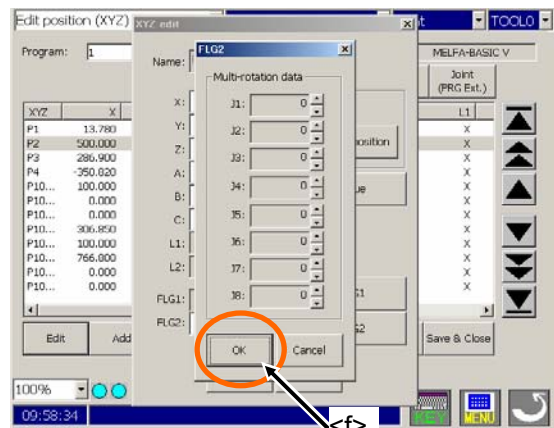 Edit position (XYZ)
XYZ edit
TOOL0
Program: 1
MELFA-BASIC V
Name:
FLG2
Multi-rotation data
Joint
(PRG Ext.)
XYZ X L1
P1 13.780 X
P2 500.000 X
P3 286.900 X
P4 -350.820 X
P10... 100.000 X
P10... 0.000 X
P10... 0.000 X
P10... 306.850 X
P10... 100.000 X
P10... 766.800 X
P10... 0.000 X
P10... 0.000 X
X:
Y:
Z:
A:
B:
C:
L1:
L2:
FLG1:
FLG2:
J1: 0
J2: 0
J3: 0
J4: 0
J5: 0
J6: 0
J7: 0
J8: 0
osition
ue
G1
G2
Edit
Add
OK
Cancel
Save & Close
100%
KEY
MENU
09:58:34
<f>